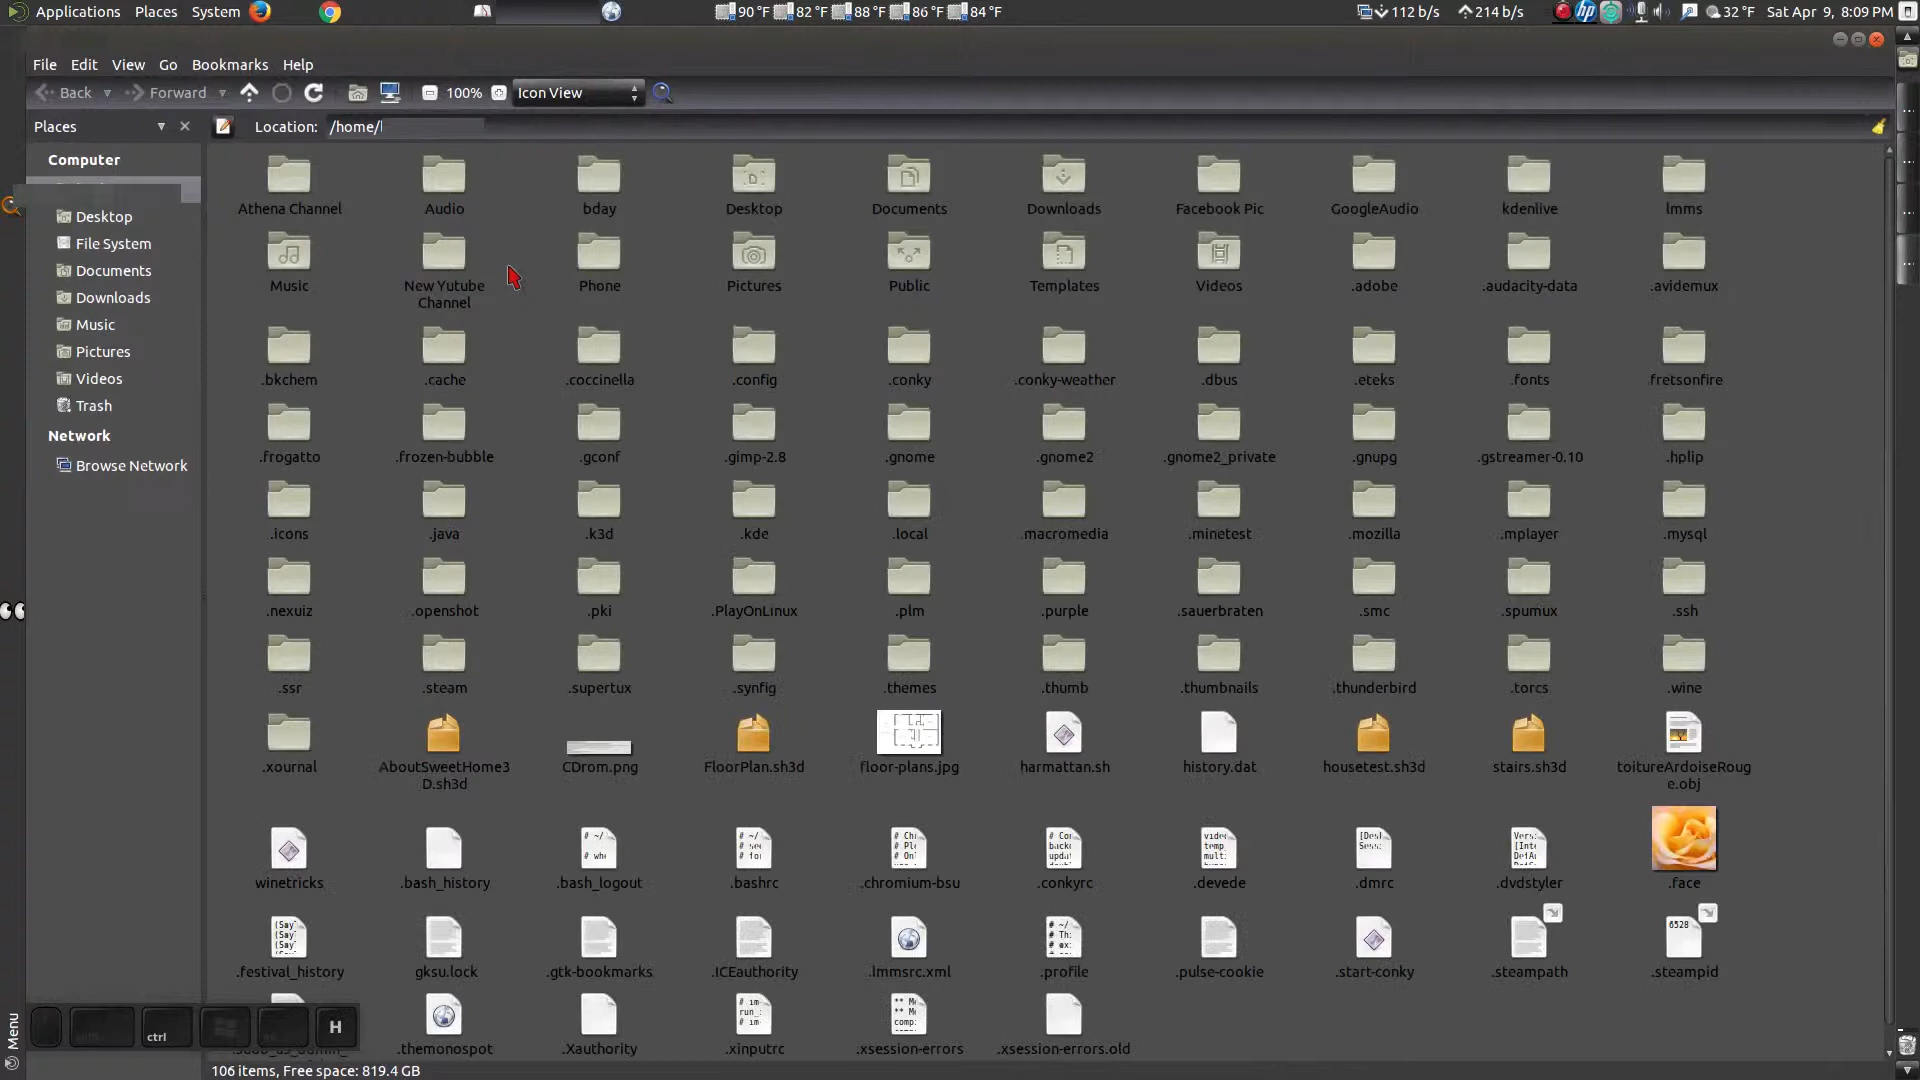 Applications Places System 90 °F 82 °F 88 °F 86 °F 84 °F 112 b/s 214 b/s 32 °F Sat Apr 9, 8:09 PM
File Edit View Go Bookmarks Help
Back Forward 100% Icon View
Places Location: /home/
Computer
Desktop
File System
Documents
Downloads
Music
Pictures
Videos
Trash
Network
Browse Network
Athena Channel Audio bday Desktop Documents Downloads Facebook Pic GoogleAudio kdenlive lmms
Music New Yutube Phone Pictures Public Templates Videos .adobe .audacity-data .avidemux
Channel
.bkchem .cache .coccinella .config .conky .conky-weather .dbus .eteks .fonts .fretsonfire
.frogatto .frozen-bubble .gconf .gimp-2.8 .gnome .gnome2 .gnome2_private .gnupg .gstreamer-0.10 .hplip
.icons .java .k3d .kde .local .macromedia .minetest .mozilla .mplayer .mysql
.nexuiz .openshot .pki .PlayOnLinux .plm .purple .sauerbraten .smc .spumux .ssh
.ssr .steam .supertux .synfig .themes .thumb .thumbnails .thunderbird .torcs .wine
.xournal AboutSweetHome3 CDrom.png FloorPlan.sh3d floor-plans.jpg harmattan.sh history.dat housetest.sh3d stairs.sh3d toitureArdoiseRoug
D.sh3d e.obj
winetricks .bash_history .bash_logout .bashrc .chromium-bsu .conkyrc .devede .dmrc .dvdstyler .face
6528
.festival_history gksu.lock .gtk-bookmarks .ICEauthority .lmmsrc.xml .profile .pulse-cookie .start-conky .steampath .steampid
.themonospot .Xauthority .xinputrc .xsession-errors .xsession-errors.old
ctrl H
Menu
106 items, Free space: 819.4 GB